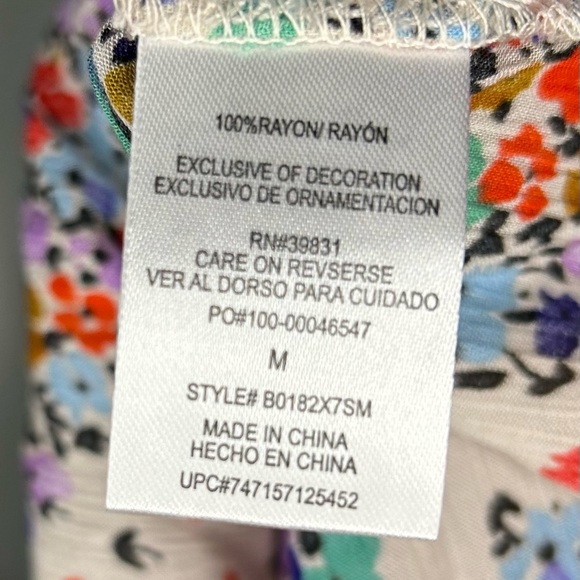 100%RAYON/ RAYÓN
EXCLUSIVE OF DECORATION
EXCLUSIVO DE ORNAMENTACION
RN#39831
CARE ON REVSERSE
VER AL DORSO PARA CUIDADO
PO#100-00046547
M
STYLE# B0182X7SM
MADE IN CHINA
HECHO EN CHINA
UPC#747157125452